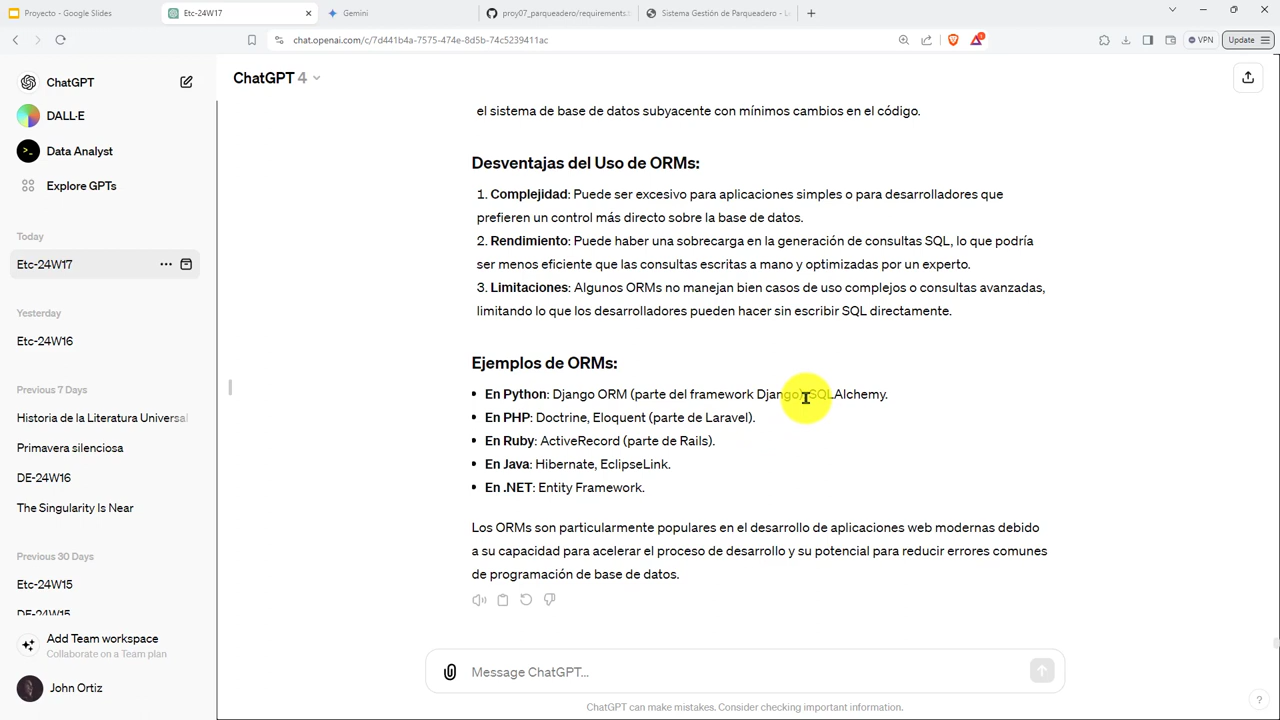 Proyecto - Google Slides
Etc-24W17
Gemini
proy07_parqueadero/requirements
Sistema Gestión de Parqueadero - L
chat.openai.com/c/7d441b4a-7575-474e-8d5b-74c5239411ac
VPN
Update
ChatGPT
DALL·E
Data Analyst
Explore GPTs
Today
Etc-24W17
Yesterday
Etc-24W16
Previous 7 Days
Historia de la Literatura Universal
Primavera silenciosa
DE-24W16
The Singularity Is Near
Previous 30 Days
Etc-24W15
DE-24W15
Add Team workspace
Collaborate on a Team plan
John Ortiz
ChatGPT 4
el sistema de base de datos subyacente con mínimos cambios en el código.
Desventajas del Uso de ORMs:
1. Complejidad: Puede ser excesivo para aplicaciones simples o para desarrolladores que
prefieren un control más directo sobre la base de datos.
2. Rendimiento: Puede haber una sobrecarga en la generación de consultas SQL, lo que podría
ser menos eficiente que las consultas escritas a mano y optimizadas por un experto.
3. Limitaciones: Algunos ORMs no manejan bien casos de uso complejos o consultas avanzadas,
limitando lo que los desarrolladores pueden hacer sin escribir SQL directamente.
Ejemplos de ORMs:
• En Python: Django ORM (parte del framework Django), SQLAlchemy.
• En PHP: Doctrine, Eloquent (parte de Laravel).
• En Ruby: ActiveRecord (parte de Rails).
• En Java: Hibernate, EclipseLink.
• En .NET: Entity Framework.
Los ORMs son particularmente populares en el desarrollo de aplicaciones web modernas debido
a su capacidad para acelerar el proceso de desarrollo y su potencial para reducir errores comunes
de programación de base de datos.
Message ChatGPT...
ChatGPT can make mistakes. Consider checking important information.
?